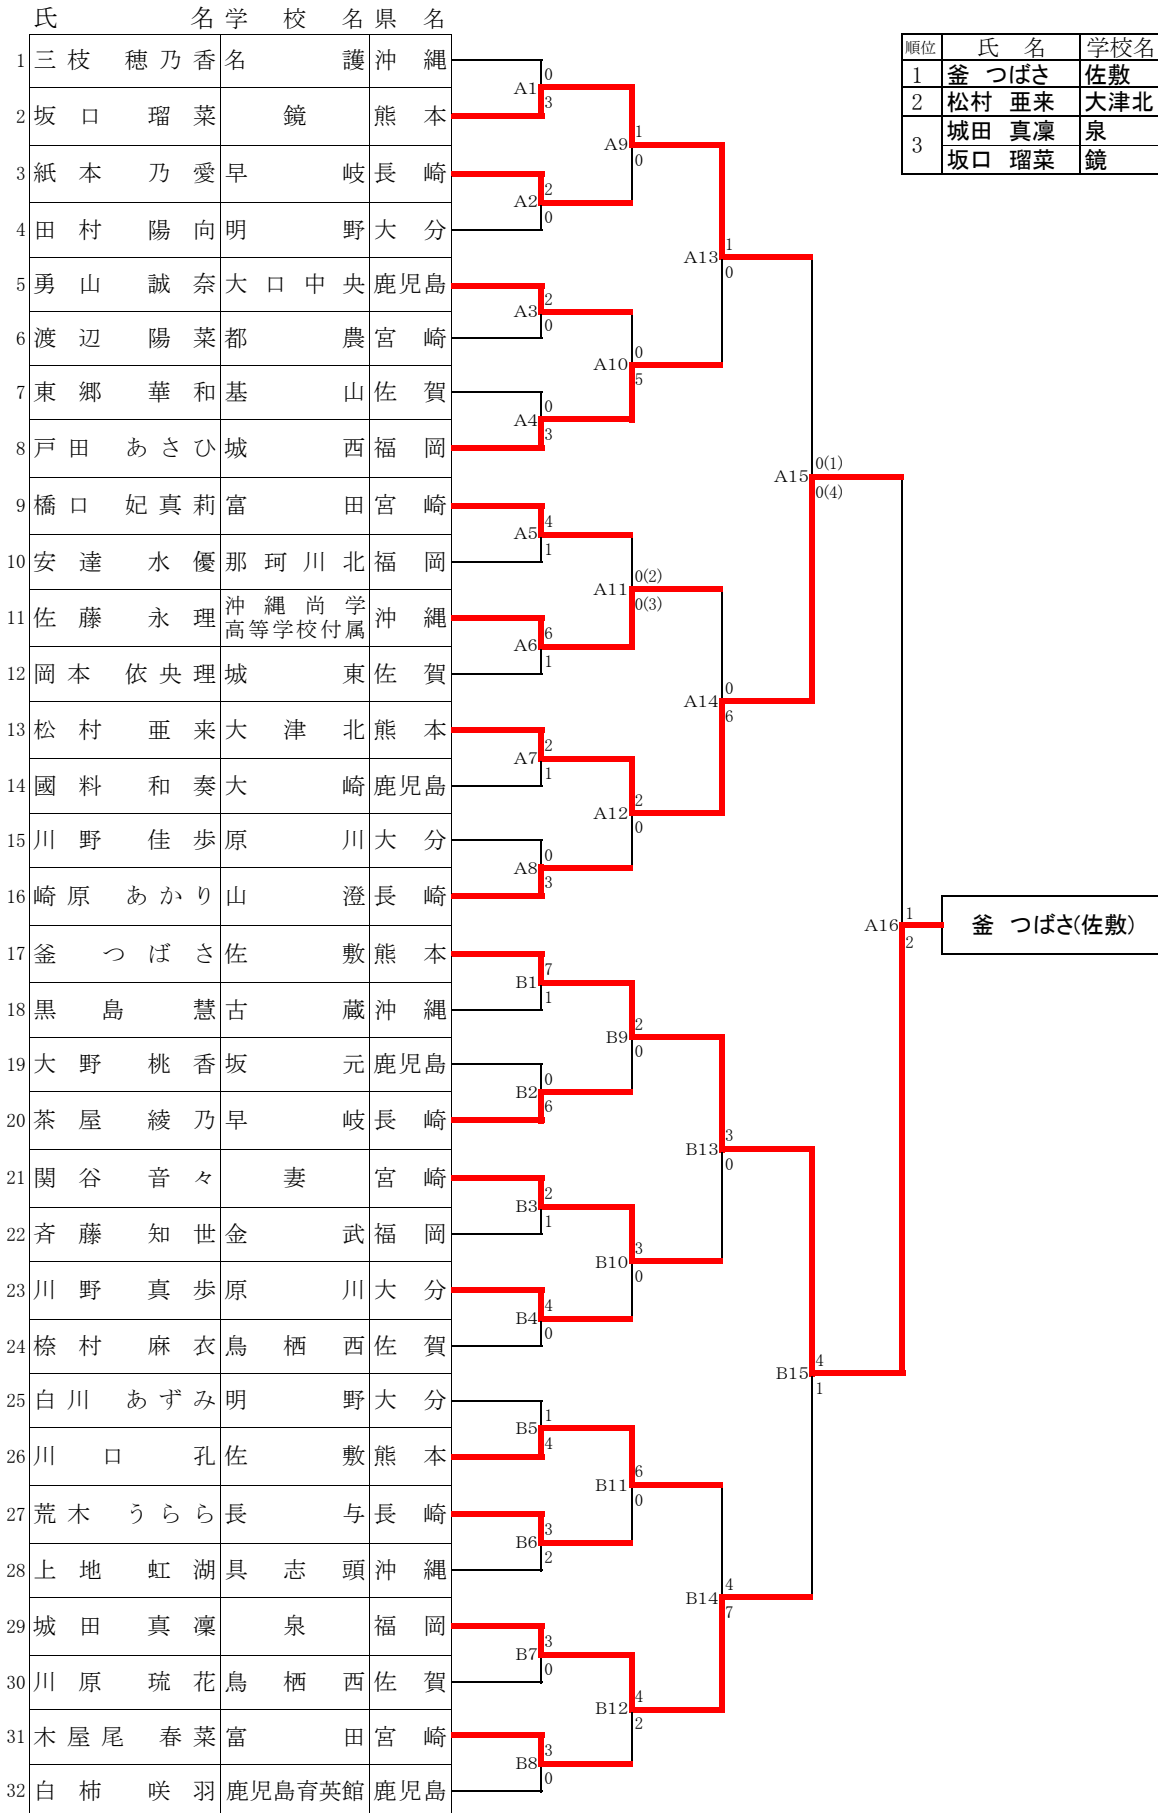 氏 名 学 校 名 県 名
1 三枝 穂乃香 名護 沖縄
2 坂口 瑠菜 鏡 熊本
3 紙本 乃愛 早岐 長崎
4 田村 陽向 明野 大分
5 勇山 誠奈 大口中央 鹿児島
6 渡辺 陽菜 都農 宮崎
7 東郷 華和 基山 佐賀
8 戸田 あさひ 城西 福岡
9 橋口 妃真莉 富田 宮崎
10 安達 水優 那珂川北 福岡
11 佐藤 永理 沖縄尚学高等学校付属 沖縄
12 岡本 依央理 城東 佐賀
13 松村 亜来 大津北 熊本
14 國料 和奏 大崎 鹿児島
15 川野 佳歩 原川 大分
16 崎原 あかり 山澄 長崎
17 釜 つばさ 佐敷 熊本
18 黒島 慧 古蔵 沖縄
19 大野 桃香 坂元 鹿児島
20 茶屋 綾乃 早岐 長崎
21 関谷 音々 妻 宮崎
22 斉藤 知世 金武 福岡
23 川野 真歩 原川 大分
24 楺村 麻衣 鳥栖西 佐賀
25 白川 あずみ 明野 大分
26 川口 孔 佐敷 熊本
27 荒木 うらら 長与 長崎
28 上地 虹湖 具志頭 沖縄
29 城田 真凜 泉 福岡
30 川原 琉花 鳥栖西 佐賀
31 木屋尾 春菜 富田 宮崎
32 白柿 咲羽 鹿児島育英館 鹿児島
A1 0 3
A2 2 0
A3 2 0
A4 0 3
A5 4 1
A6 6 1
A7 2 1
A8 0 3
B1 7 1
B2 0 6
B3 2 1
B4 4 0
B5 1 4
B6 3 2
B7 3 0
B8 3 0
A9 1 0
A10 0 5
A11 0(2) 0(3)
A12 2 0
B9 2 0
B10 3 0
B11 6 0
B12 4 2
A13 1 0
A14 0 6
B13 3 0
B14 4 7
A15 0(1) 0(4)
B15 4 1
A16 1 2
釜 つばさ(佐敷)
順位 氏 名 学校名
1 釜 つばさ 佐敷
2 松村 亜来 大津北
3 城田 真凜 泉
坂口 瑠菜 鏡